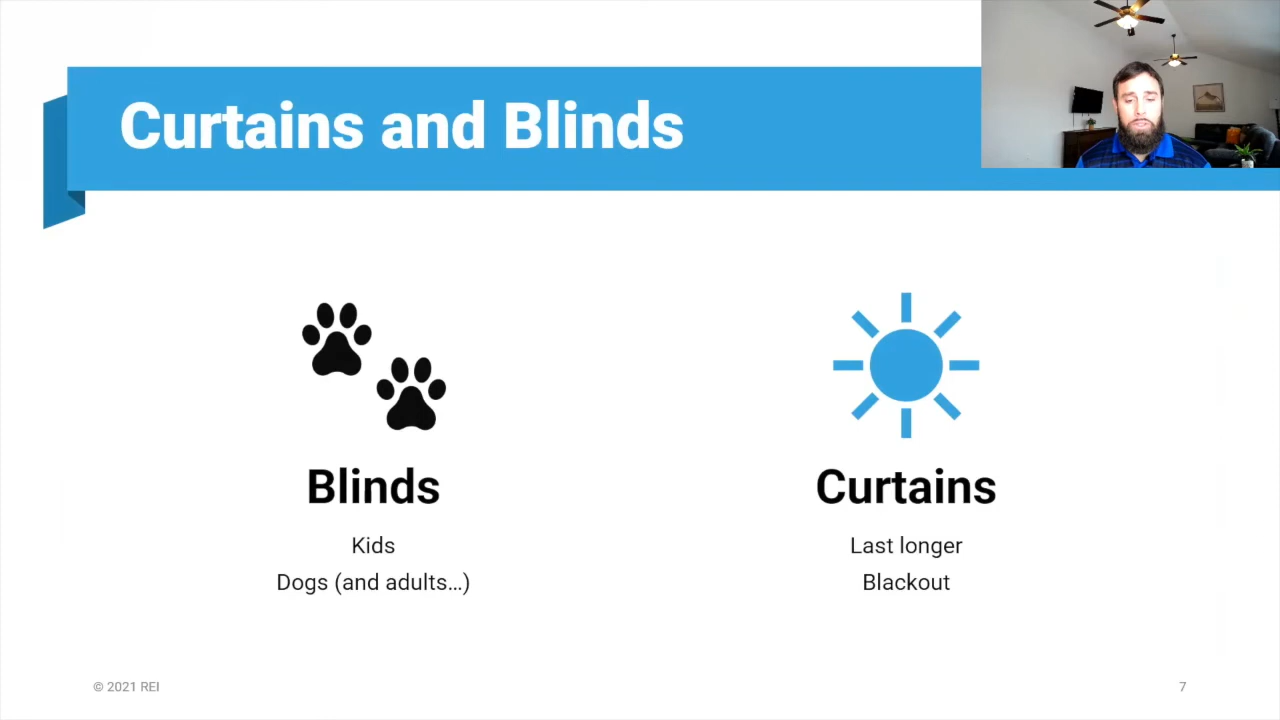 Curtains and Blinds
Blinds
Kids
Dogs (and adults...)
Curtains
Last longer
Blackout
© 2021 REI
7